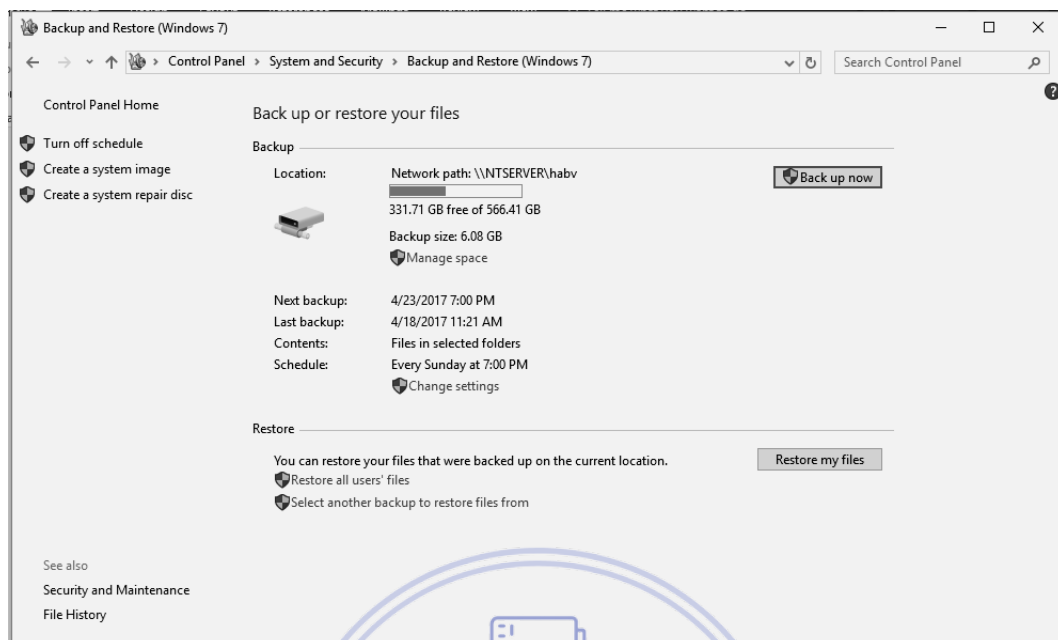 Backup and Restore (Windows 7)
Control Panel > System and Security > Backup and Restore (Windows 7)
Search Control Panel
Control Panel Home
Turn off schedule
Create a system image
Create a system repair disc
Back up or restore your files
Backup
Location:
Network path: \\NTSERVER\habv
Back up now
331.71 GB free of 566.41 GB
Backup size: 6.08 GB
Manage space
Next backup: 4/23/2017 7:00 PM
Last backup: 4/18/2017 11:21 AM
Contents: Files in selected folders
Schedule: Every Sunday at 7:00 PM
Change settings
Restore
You can restore your files that were backed up on the current location.
Restore my files
Restore all users' files
Select another backup to restore files from
See also
Security and Maintenance
File History